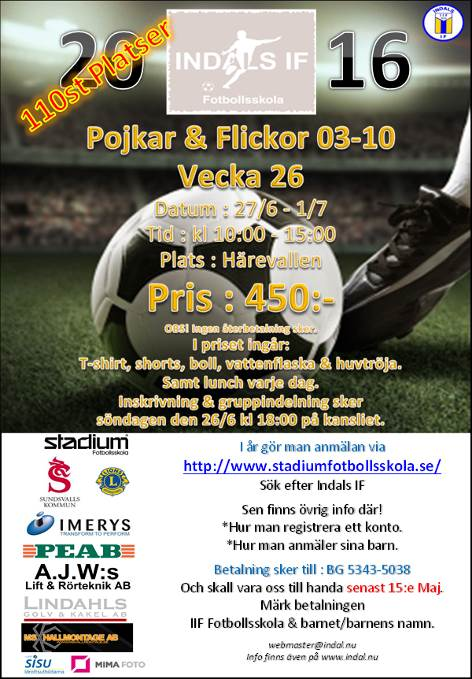 INDALS
IIF
110st Platser
2016
INDALS IF
Fotbollsskola
Pojkar & Flickor 03-10
Vecka 26
Datum : 27/6 - 1/7
Tid : kl 10:00 - 15:00
Plats : Härevallen
Pris : 450:-
OBS! Ingen återbetalning sker.
I priset ingår:
T-shirt, shorts, boll, vattenflaska & huvtröja.
Samt lunch varje dag.
Inskrivning & gruppindelning sker
söndagen den 26/6 kl 18:00 på kansliet.
stadium
Fotbollsskola
SUNDSVALLS
KOMMUN
LIONS
IMERYS
TRANSFORM TO PERFORM
PEAB
A.J.W:s
Lift & Rörteknik AB
LINDAHLS
GOLV & KAKEL AB
HALLMONTAGE AB
SISU
Idrottsutbildarna
MIMA FOTO
I år gör man anmälan via
http://www.stadiumfotbollsskola.se/
Sök efter Indals IF
Sen finns övrig info där!
*Hur man registrera ett konto.
*Hur man anmäler sina barn.
Betalning sker till : BG 5343-5038
Och skall vara oss till handa senast 15:e Maj.
Märk betalningen
IIF Fotbollsskola & barnet/barnens namn.
webmaster@indal.nu
Info finns även på www.indal.nu